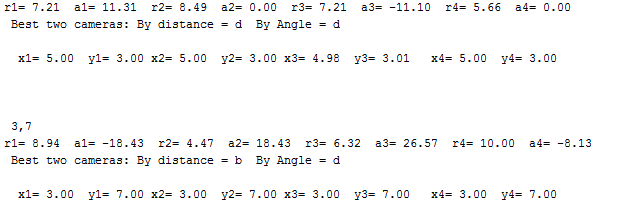 r1= 7.21 a1= 11.31 r2= 8.49 a2= 0.00 r3= 7.21 a3= -11.10 r4= 5.66 a4= 0.00
Best two cameras: By distance = d By Angle = d
x1= 5.00 y1= 3.00 x2= 5.00 y2= 3.00 x3= 4.98 y3= 3.01 x4= 5.00 y4= 3.00
3,7
r1= 8.94 a1= -18.43 r2= 4.47 a2= 18.43 r3= 6.32 a3= 26.57 r4= 10.00 a4= -8.13
Best two cameras: By distance = b By Angle = d
x1= 3.00 y1= 7.00 x2= 3.00 y2= 7.00 x3= 3.00 y3= 7.00 x4= 3.00 y4= 7.00